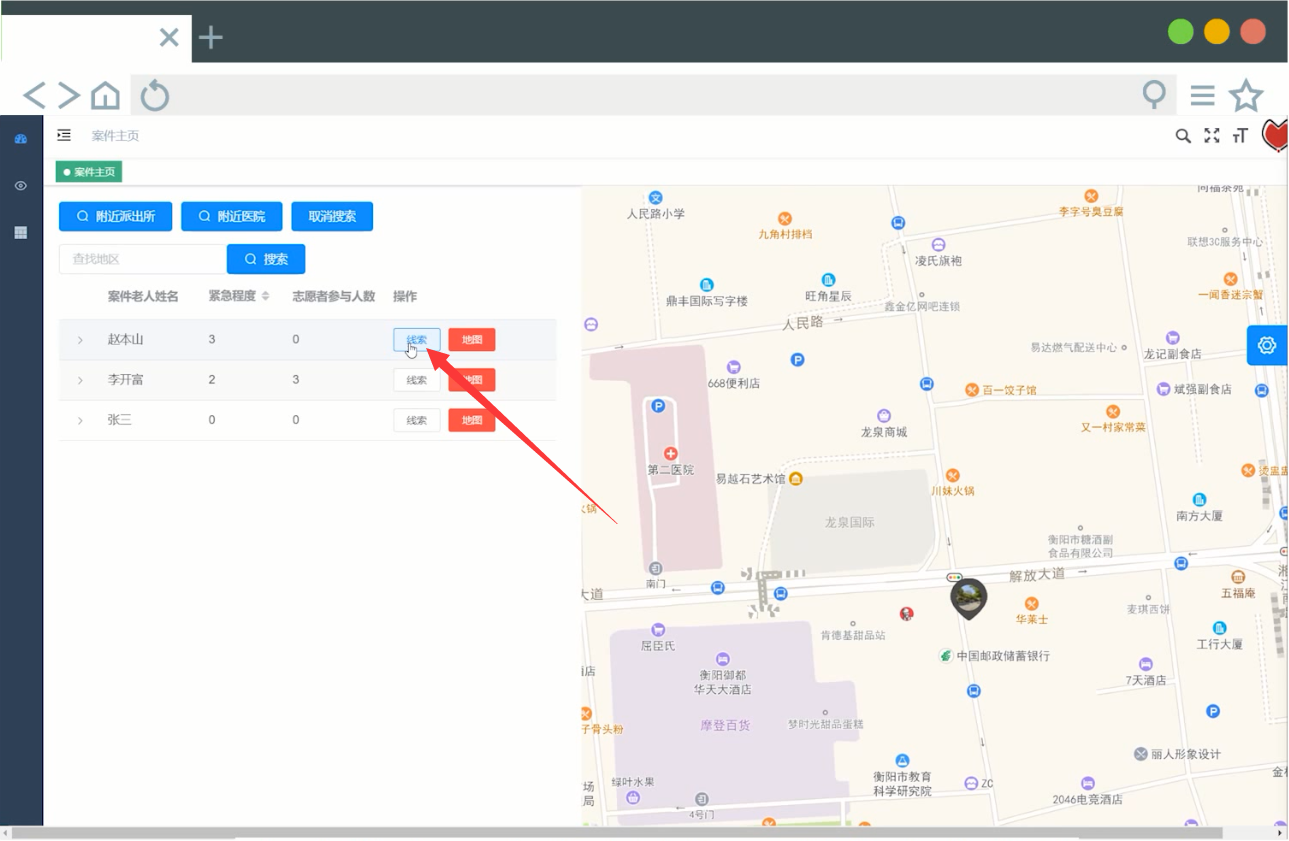 案件主页
案件主页
附近派出所
附近医院
取消搜索
查找地区
搜索
案件老人姓名
紧急程度
志愿者参与人数
操作
赵本山
3
0
线索
地图
李开富
2
3
线索
地图
张三
0
0
线索
地图
人民路小学
九角村排档
李字号臭豆腐
联想3C服务中心
凌氏旗袍
一闻香迷宗蟹
鼎丰国际写字楼
旺角星辰
鑫金亿网吧连锁
人民路
易达燃气配送中心
龙记副食店
668便利店
百一饺子馆
斌强副食店
龙泉商城
又一村家常菜
第二医院
易越石艺术馆
川妹火锅
火锅
龙泉国际
南方大厦
衡阳市糖酒副
食品有限公司
南门
解放大道
大道
五福庵
麦琪西饼
华莱士
肯德基甜品站
屈臣氏
工行大厦
中国邮政储蓄银行
衡阳御都
华天大酒店
7天酒店
摩登百货
梦时光甜品蛋糕
子骨头粉
丽人形象设计
衡阳市教育
科学研究院
ZC
绿叶水果
2046电竞酒店
4号门